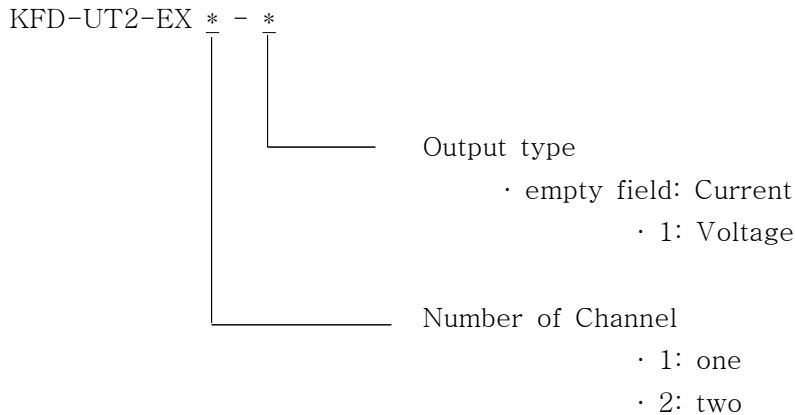 KFD-UT2-EX * - *
Output type
· empty field: Current
· 1: Voltage
Number of Channel
· 1: one
· 2: two